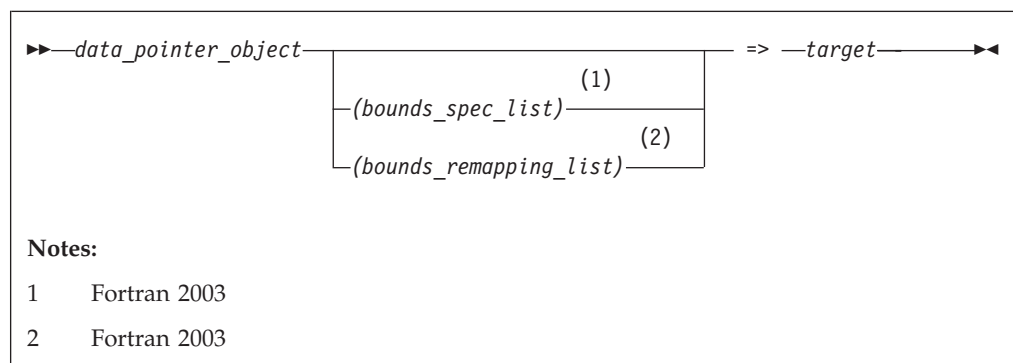 data_pointer_object => target
(1)
(bounds_spec_list)
(2)
(bounds_remapping_list)
Notes:
1 Fortran 2003
2 Fortran 2003